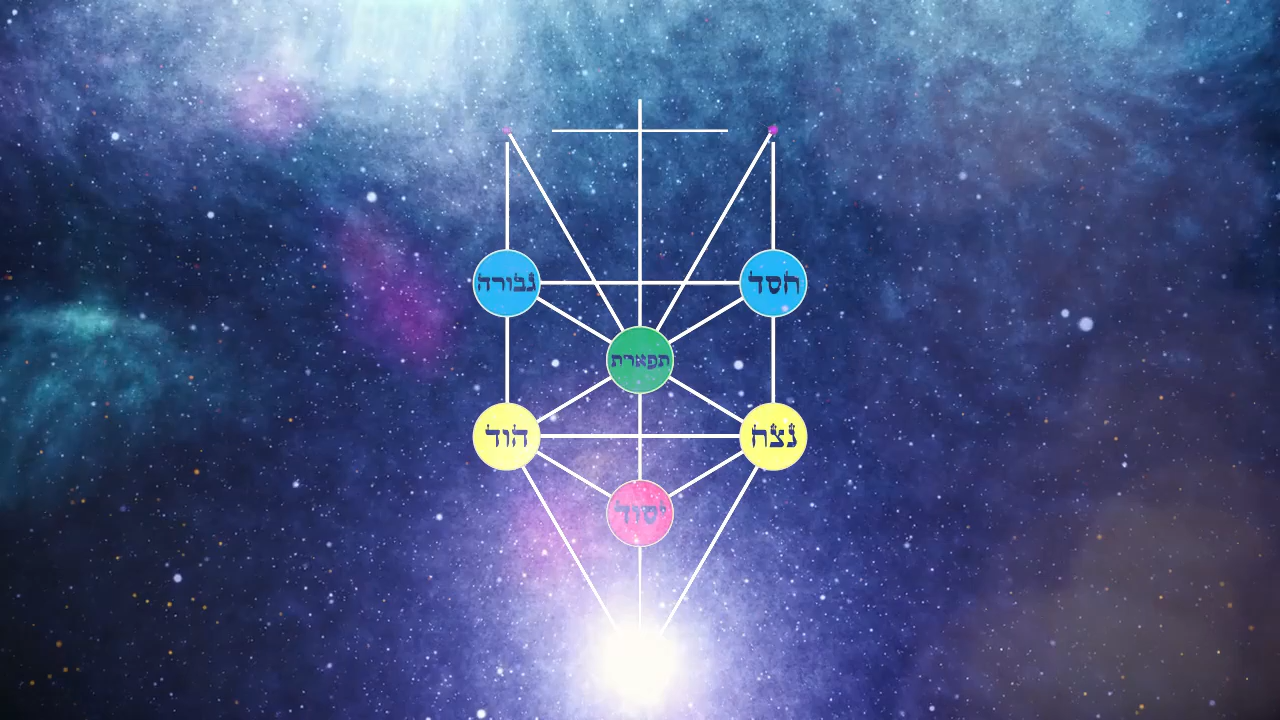 חסד
גבורה
תפארת
נצח
הוד
יסוד